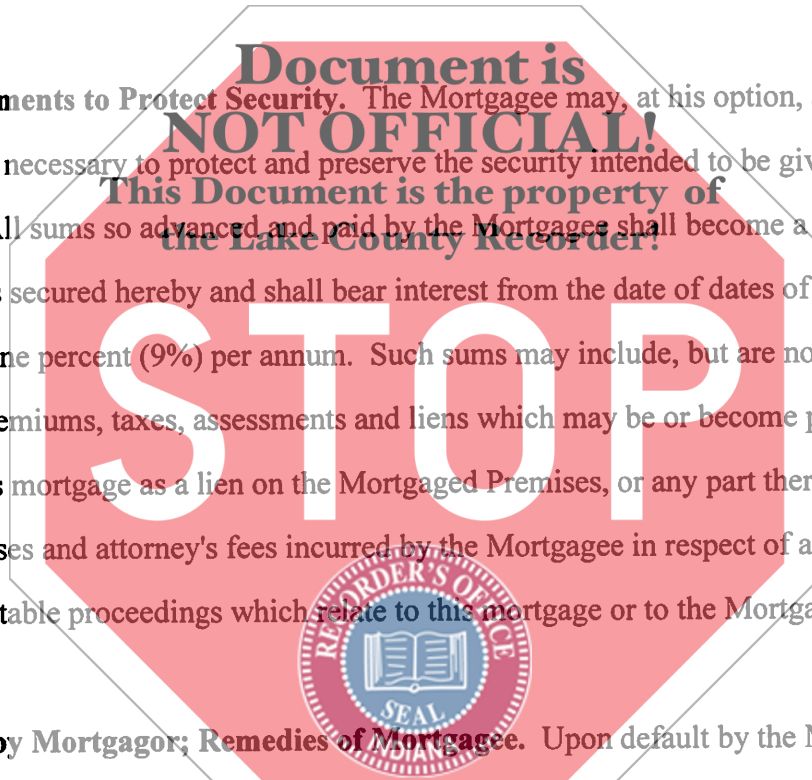 Document is
ments to Protect Security. The Mortgagee may, at his option,
NOT OFFICIAL!
necessary to protect and preserve the security intended to be giv
This Document is the property of
ll sums so advanced and paid by the Mortgagee shall become a
the Lake County Recorder!
secured hereby and shall bear interest from the date of dates of
ne percent (9%) per annum. Such sums may include, but are no
emiums, taxes, assessments and liens which may be or become p
s mortgage as a lien on the Mortgaged Premises, or any part ther
ses and attorney's fees incurred by the Mortgagee in respect of a
table proceedings which relate to this mortgage or to the Mortga
by Mortgagor; Remedies of Mortgagee. Upon default by the M
STOP
RECORDER'S OFFICE
SEAL
INDIANA